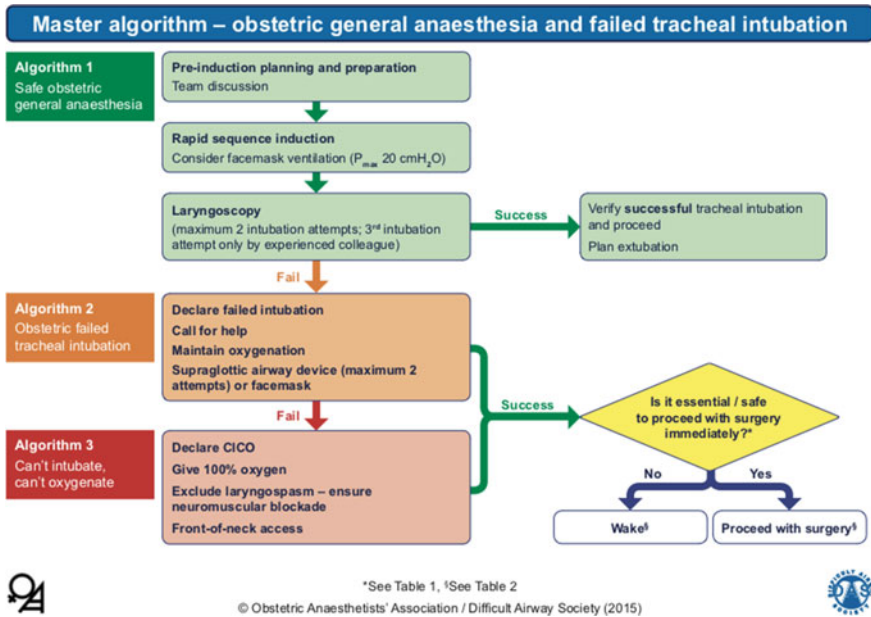 Master algorithm – obstetric general anaesthesia and failed tracheal intubation
Algorithm 1
Safe obstetric
general anaesthesia
Pre-induction planning and preparation
Team discussion
Rapid sequence induction
Consider facemask ventilation (Pmax 20 cmH2O)
Laryngoscopy
(maximum 2 intubation attempts; 3rd intubation
attempt only by experienced colleague)
Success
Verify successful tracheal intubation
and proceed
Plan extubation
Fail
Algorithm 2
Obstetric failed
tracheal intubation
Declare failed intubation
Call for help
Maintain oxygenation
Supraglottic airway device (maximum 2
attempts) or facemask
Fail
Success
Is it essential / safe
to proceed with surgery
immediately?*
Algorithm 3
Can't intubate,
can't oxygenate
Declare CICO
Give 100% oxygen
Exclude laryngospasm – ensure
neuromuscular blockade
Front-of-neck access
No
Yes
Wake§
Proceed with surgery§
*See Table 1, §See Table 2
© Obstetric Anaesthetists' Association / Difficult Airway Society (2015)
DIFFICULT AIRWAY
DAS
SOCIETY